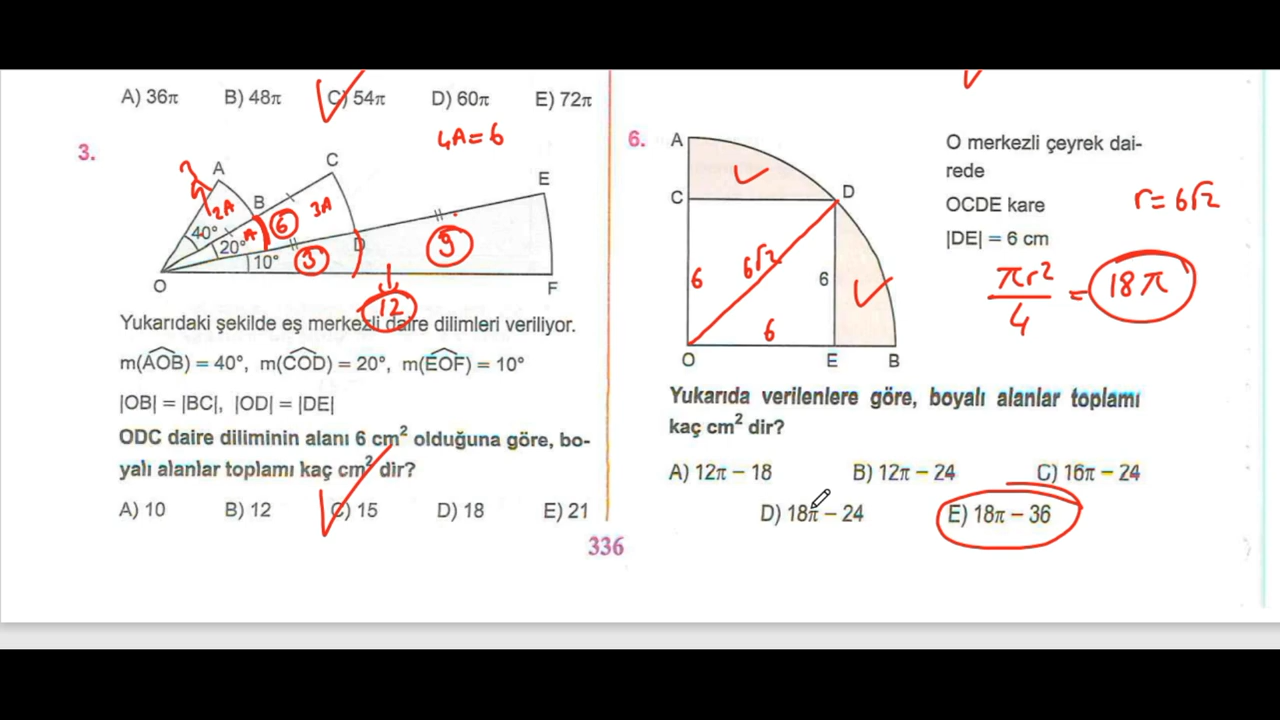 A) 36π B) 48π C) 54π D) 60π E) 72π
4A = 6
3.
A
B
C
D
E
F
O
2A
A
6
3A
3
9
12
40°
20°
10°
Yukarıdaki şekilde eş merkezli daire dilimleri veriliyor.
m(AOB) = 40°, m(COD) = 20°, m(EOF) = 10°
|OB| = |BC|, |OD| = |DE|
ODC daire diliminin alanı 6 cm² olduğuna göre, bo-
yalı alanlar toplamı kaç cm² dir?
A) 10 B) 12 C) 15 D) 18 E) 21
336
6.
A
C
D
O
E
B
6
6√2
6
6
O merkezli çeyrek dai-
rede
OCDE kare
|DE| = 6 cm
r = 6√2
πr²/4 = 18π
Yukarıda verilenlere göre, boyalı alanlar toplamı
kaç cm² dir?
A) 12π – 18 B) 12π – 24 C) 16π – 24
D) 18π – 24 E) 18π – 36